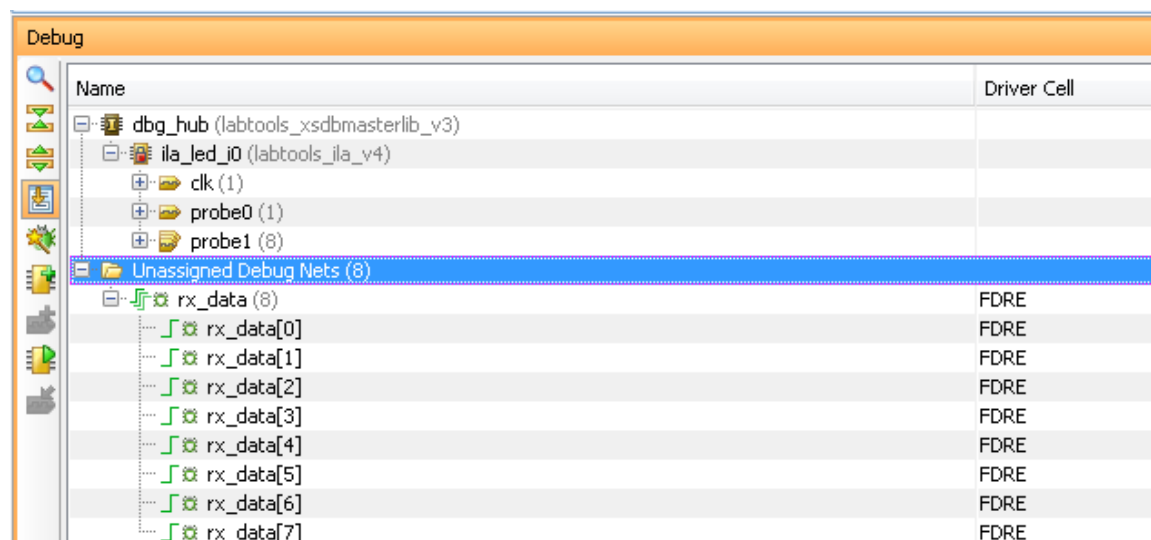 Debug
Name Driver Cell
dbg_hub (labtools_xsdbmasterlib_v3)
ila_led_i0 (labtools_ila_v4)
clk (1)
probe0 (1)
probe1 (8)
Unassigned Debug Nets (8)
rx_data (8) FDRE
rx_data[0] FDRE
rx_data[1] FDRE
rx_data[2] FDRE
rx_data[3] FDRE
rx_data[4] FDRE
rx_data[5] FDRE
rx_data[6] FDRE
rx_data[7] FDRE